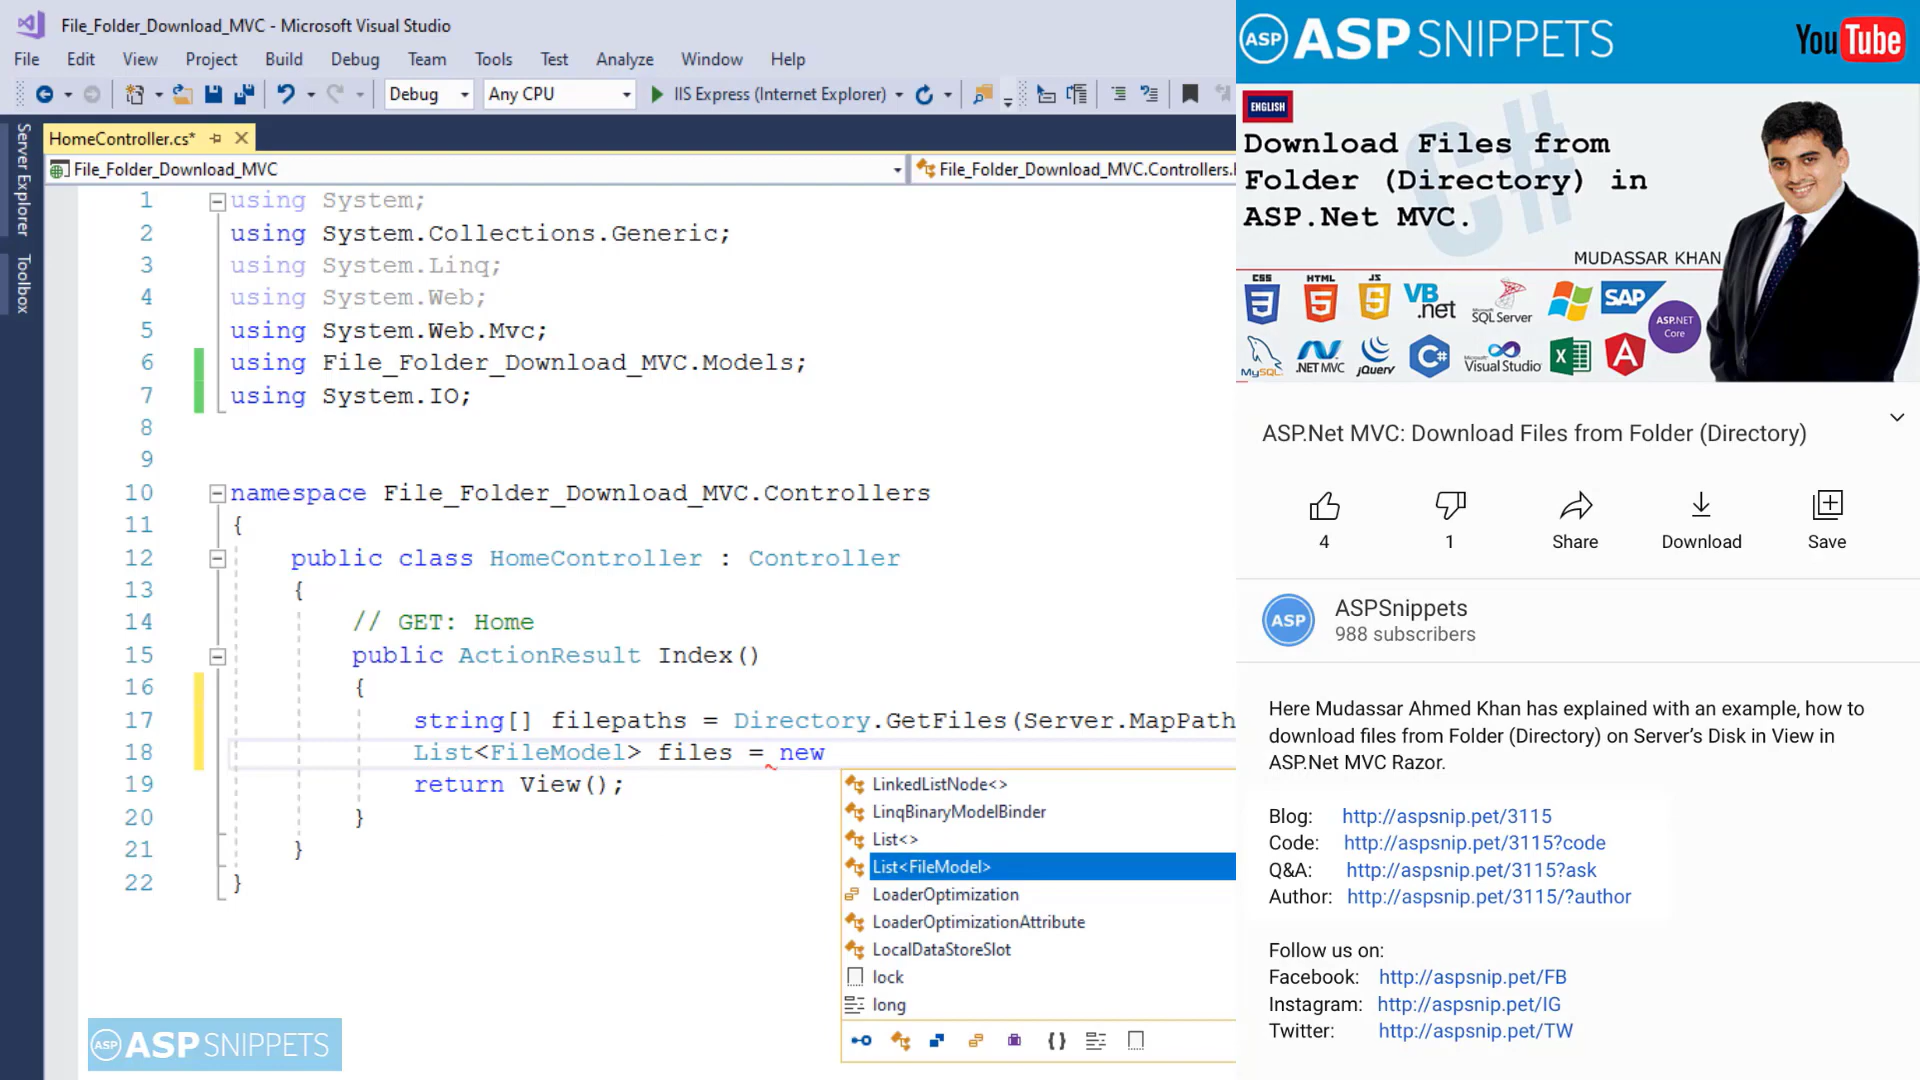 File_Folder_Download_MVC - Microsoft Visual Studio
File Edit View Project Build Debug Team Tools Test Analyze Window Help
Debug Any CPU IIS Express (Internet Explorer)
Server Explorer
Toolbox
HomeController.cs*
File_Folder_Download_MVC File_Folder_Download_MVC.Controllers.
1 using System;
2 using System.Collections.Generic;
3 using System.Linq;
4 using System.Web;
5 using System.Web.Mvc;
6 using File_Folder_Download_MVC.Models;
7 using System.IO;
8
9
10 namespace File_Folder_Download_MVC.Controllers
11 {
12 public class HomeController : Controller
13 {
14 // GET: Home
15 public ActionResult Index()
16 {
17 string[] filepaths = Directory.GetFiles(Server.MapPath
18 List<FileModel> files = new
19 return View();
20 }
21 }
22 }
LinkedListNode<>
LinqBinaryModelBinder
List<>
List<FileModel>
LoaderOptimization
LoaderOptimizationAttribute
LocalDataStoreSlot
lock
long
ASP ASPSNIPPETS
ASP ASPSNIPPETS
YouTube
ENGLISH
C#
Download Files from
Folder (Directory) in
ASP.Net MVC.
MUDASSAR KHAN
CSS 3 HTML 5 JS 5 VB .net SQL Server SAP ASP.NET Core
MySQL .NET MVC jQuery C# Microsoft Visual Studio X A
ASP.Net MVC: Download Files from Folder (Directory)
4 1 Share Download Save
ASP
ASPSnippets
988 subscribers
Here Mudassar Ahmed Khan has explained with an example, how to
download files from Folder (Directory) on Server's Disk in View in
ASP.Net MVC Razor.
Blog: http://aspsnip.pet/3115
Code: http://aspsnip.pet/3115?code
Q&A: http://aspsnip.pet/3115?ask
Author: http://aspsnip.pet/3115/?author
Follow us on:
Facebook: http://aspsnip.pet/FB
Instagram: http://aspsnip.pet/IG
Twitter: http://aspsnip.pet/TW